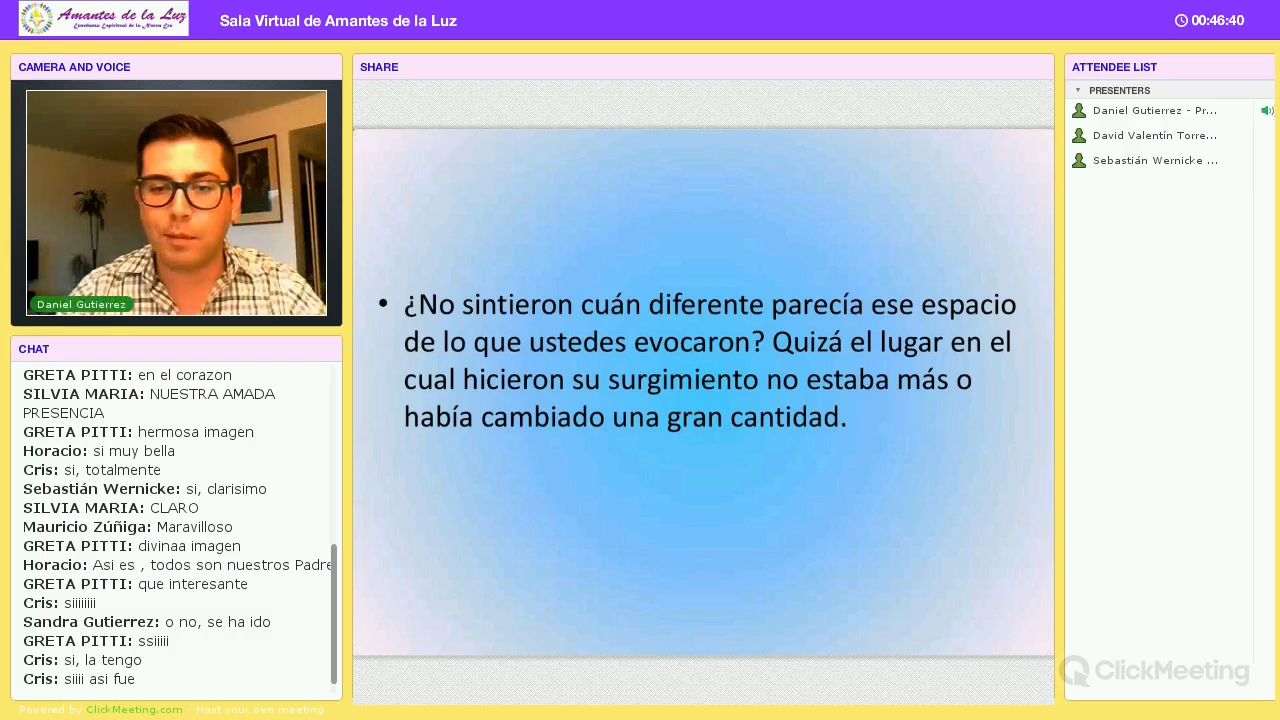 Amantes de la Luz
Enseñanza Espiritual de la Nueva Era
Sala Virtual de Amantes de la Luz
00:46:40
CAMERA AND VOICE
Daniel Gutierrez
CHAT
GRETA PITTI: en el corazon
SILVIA MARIA: NUESTRA AMADA
PRESENCIA
GRETA PITTI: hermosa imagen
Horacio: si muy bella
Cris: si, totalmente
Sebastián Wernicke: si, clarisimo
SILVIA MARIA: CLARO
Mauricio Zúñiga: Maravilloso
GRETA PITTI: divinaa imagen
Horacio: Asi es , todos son nuestros Padre
GRETA PITTI: que interesante
Cris: siiiiiiii
Sandra Gutierrez: o no, se ha ido
GRETA PITTI: ssiiiii
Cris: si, la tengo
Cris: siiii asi fue
Powered by ClickMeeting.com - Host your own meeting
SHARE
• ¿No sintieron cuán diferente parecía ese espacio
de lo que ustedes evocaron? Quizá el lugar en el
cual hicieron su surgimiento no estaba más o
había cambiado una gran cantidad.
ATTENDEE LIST
PRESENTERS
Daniel Gutierrez - Pr...
David Valentín Torre...
Sebastián Wernicke ...
ClickMeeting